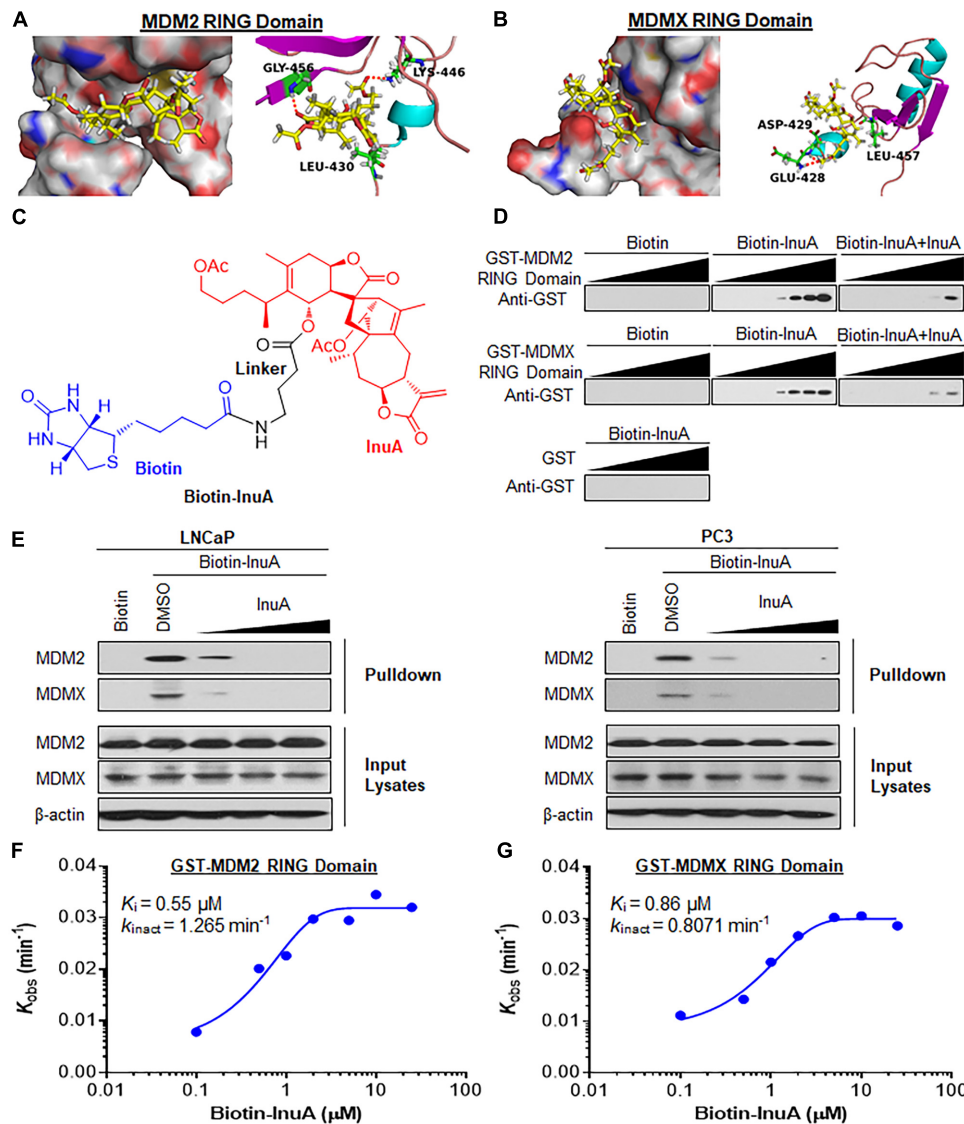 A
MDM2 RING Domain
GLY-456
LYS-446
LEU-430
B
MDMX RING Domain
ASP-429
GLU-428
LEU-457
C
OAc
O
O
O
O
AcO
Linker
O
HN
NH
O
N
H
S
O
O
InuA
Biotin
Biotin-InuA
D
Biotin
Biotin-InuA
Biotin-InuA+InuA
GST-MDM2
RING Domain
Anti-GST
Biotin
Biotin-InuA
Biotin-InuA+InuA
GST-MDMX
RING Domain
Anti-GST
Biotin-InuA
GST
Anti-GST
E
LNCaP
Biotin-InuA
Biotin
DMSO
InuA
MDM2
MDMX
Pulldown
MDM2
MDMX
β-actin
Input
Lysates
PC3
Biotin-InuA
Biotin
DMSO
InuA
MDM2
MDMX
Pulldown
MDM2
MDMX
β-actin
Input
Lysates
F
GST-MDM2 RING Domain
Ki = 0.55 μM
kinact = 1.265 min-1
Kobs (min-1)
0.04
0.03
0.02
0.01
0.00
0.01
0.1
1
10
100
Biotin-InuA (μM)
G
GST-MDMX RING Domain
Ki = 0.86 μM
kinact = 0.8071 min-1
Kobs (min-1)
0.04
0.03
0.02
0.01
0.00
0.01
0.1
1
10
100
Biotin-InuA (μM)